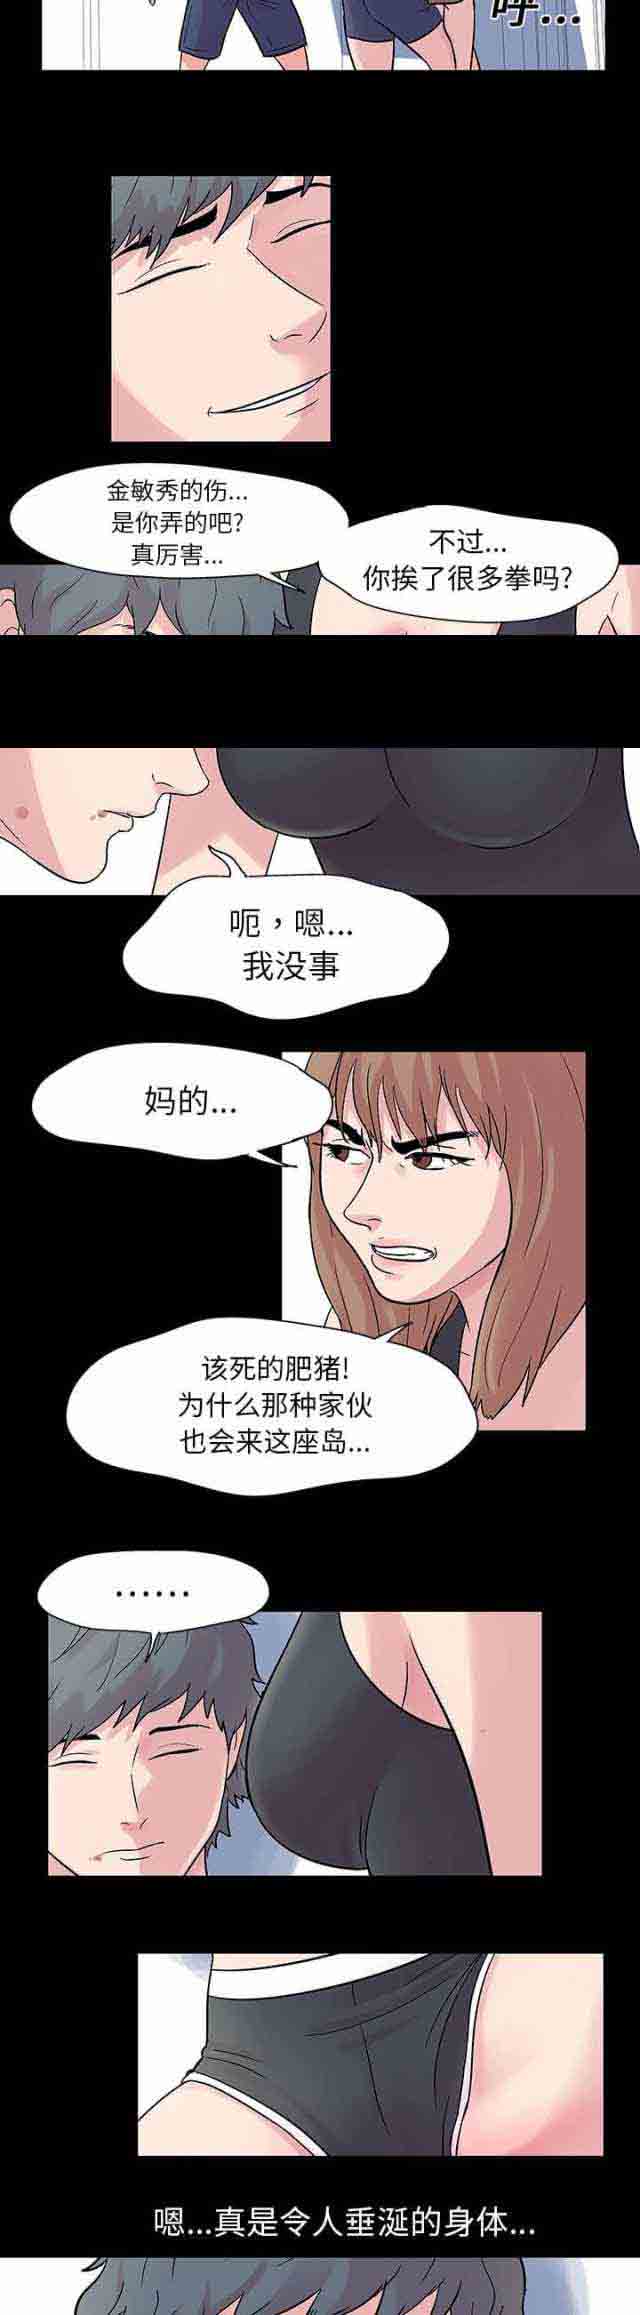 呼...
金敏秀的伤...
是你弄的吧?
真厉害...
不过...
你挨了很多拳吗?
呃，嗯...
我没事
妈的...
该死的肥猪!
为什么那种家伙
也会来这座岛...
······
嗯...真是令人垂涎的身体...